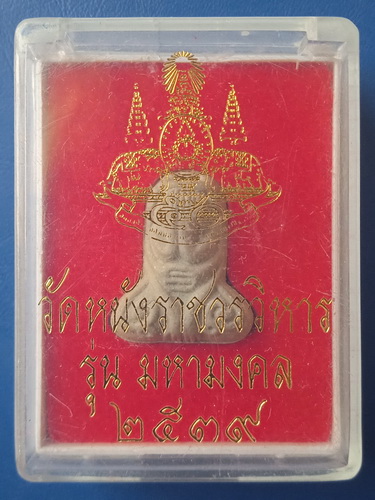 วัดหนังราชวรวิหาร
รุ่น มหามงคล
๒๕๓๙